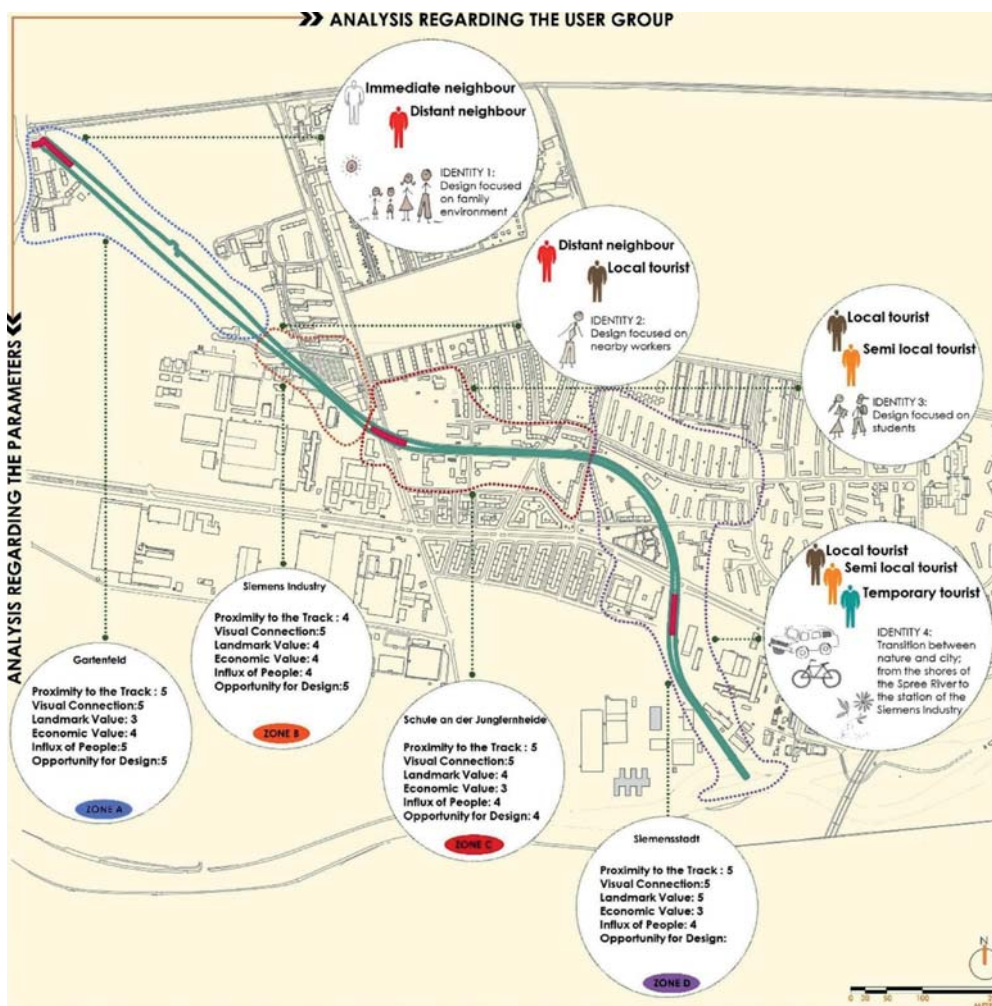 ANALYSIS REGARDING THE USER GROUP
ANALYSIS REGARDING THE PARAMETERS
Immediate neighbour
Distant neighbour
IDENTITY 1:
Design focused
on family
environment
Distant neighbour
Local tourist
IDENTITY 2:
Design focused on
nearby workers
Local tourist
Semi local tourist
IDENTITY 3:
Design focused on
students
Local tourist
Semi local tourist
Temporary tourist
IDENTITY 4:
Transition between
nature and city;
from the shores of
the Spree River to
the station of the
Siemens Industry
Gartenfeld
Proximity to the Track : 5
Visual Connection:5
Landmark Value: 3
Economic Value: 4
Influx of People:5
Opportunity for Design:5
ZONE A
Siemens Industry
Proximity to the Track : 4
Visual Connection:5
Landmark Value: 4
Economic Value: 4
Influx of People: 4
Opportunity for Design:5
ZONE B
Schule an der Jungfernheide
Proximity to the Track : 5
Visual Connection:5
Landmark Value: 4
Economic Value: 3
Influx of People: 4
Opportunity for Design: 4
ZONE C
Siemensstadt
Proximity to the Track : 5
Visual Connection:5
Landmark Value: 5
Economic Value: 3
Influx of People: 4
Opportunity for Design:
ZONE D
N
0 20 50 100